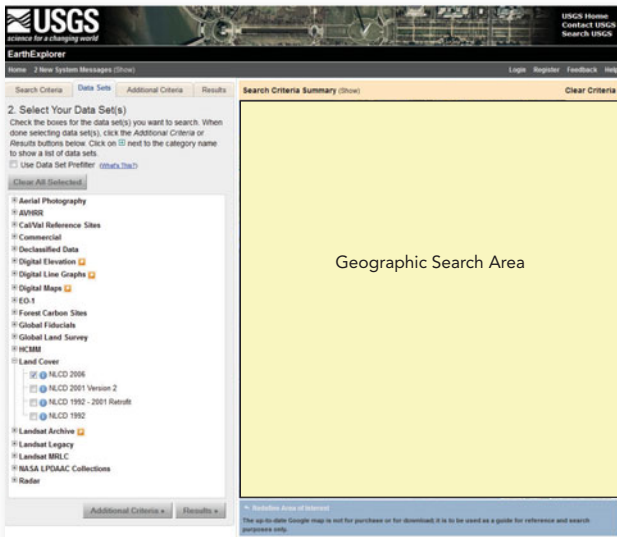 USGS
science for a changing world
USGS Home
Contact USGS
Search USGS
EarthExplorer
Home 2 New System Messages (Show)
Login Register Feedback Help
Search Criteria Data Sets Additional Criteria Results
Search Criteria Summary (Show)
Clear Criteria
2. Select Your Data Set(s)
Check the boxes for the data set(s) you want to search. When
done selecting data set(s), click the Additional Criteria or
Results buttons below. Click on next to the category name
to show a list of data sets.
Use Data Set Prefilter (What's This?)
Clear All Selected
Aerial Photography
AVHRR
Cal/Val Reference Sites
Commercial
Declassified Data
Digital Elevation
Digital Line Graphs
Digital Maps
EO-1
Forest Carbon Sites
Global Fiducials
Global Land Survey
HCMM
Land Cover
NLCD 2006
NLCD 2001 Version 2
NLCD 1992 - 2001 Retrofit
NLCD 1992
Landsat Archive
Landsat Legacy
Landsat MRLC
NASA LPDAAC Collections
Radar
Additional Criteria »
Results »
Geographic Search Area
Redefine Area of Interest
The up-to-date Google map is not for purchase or for download; it is to be used as a guide for reference and search
purposes only.